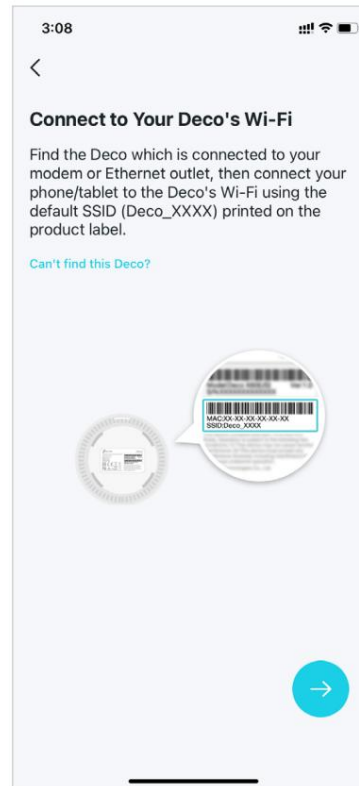 3:08
Connect to Your Deco's Wi-Fi
Find the Deco which is connected to your
modem or Ethernet outlet, then connect your
phone/tablet to the Deco's Wi-Fi using the
default SSID (Deco_XXXX) printed on the
product label.
Can't find this Deco?
MAC:XX-XX-XX-XX-XX-XX
SSID:Deco_XXXX